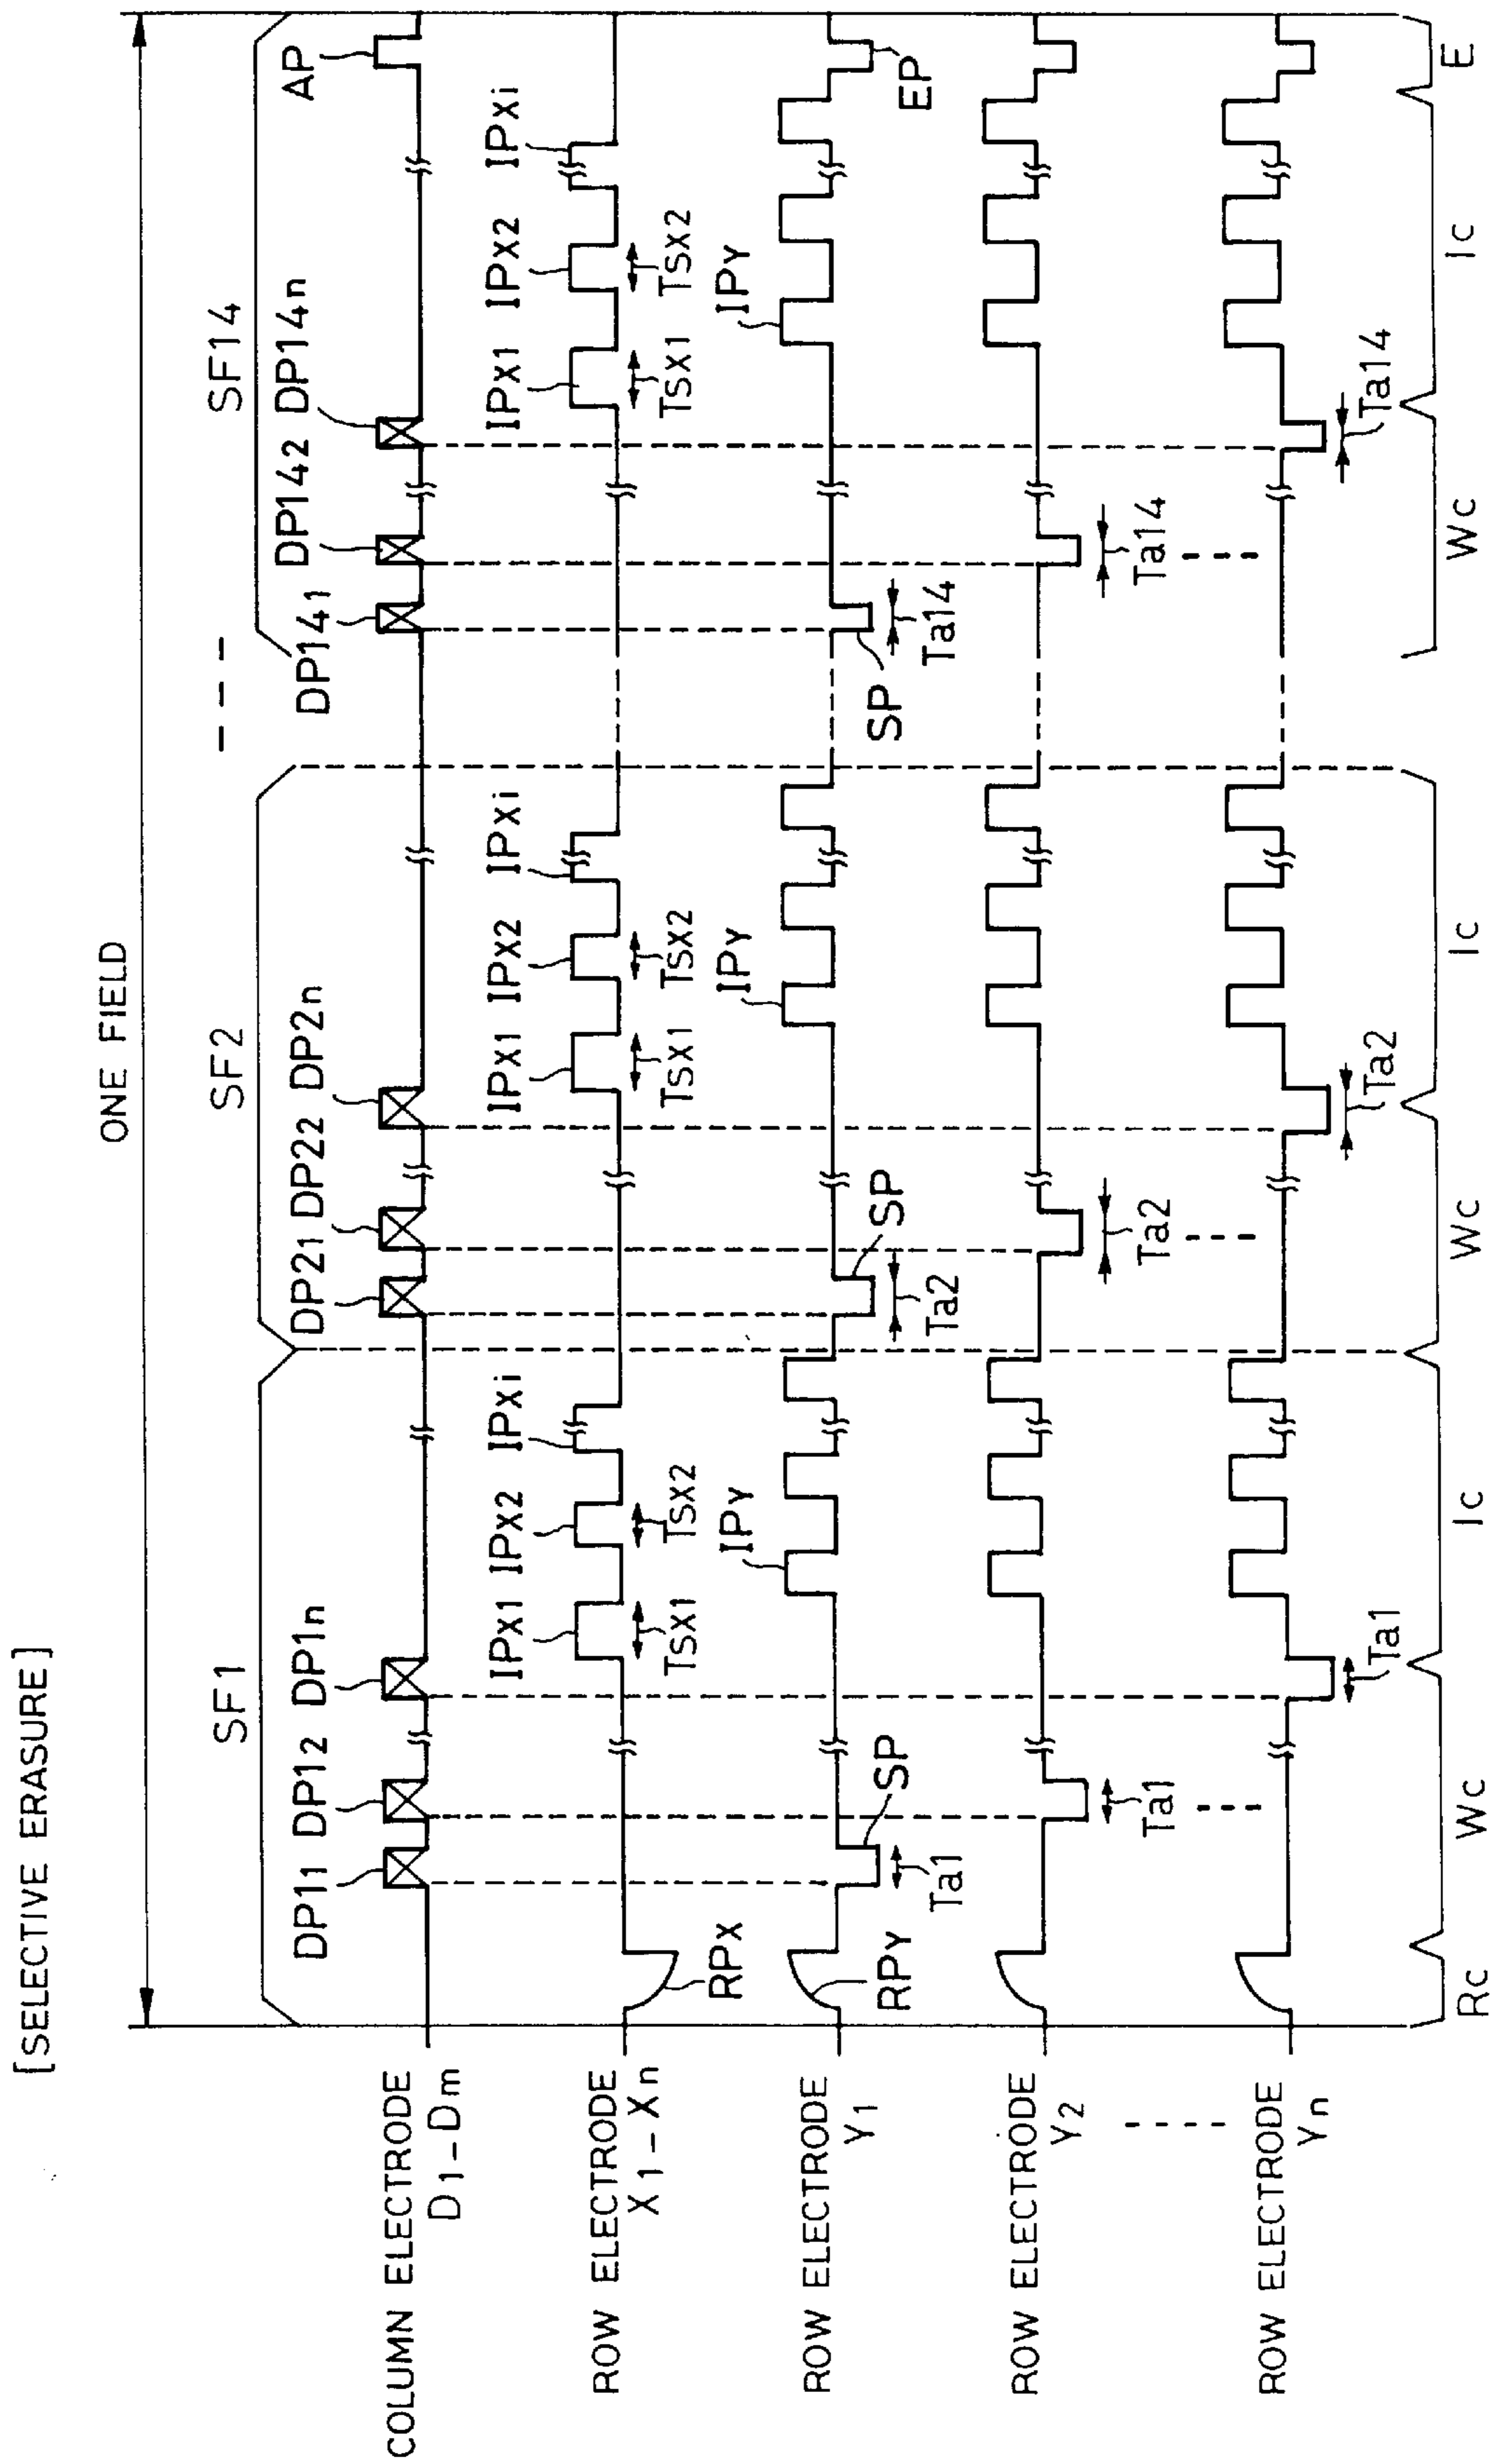 [SELECTIVE ERASURE]
ONE FIELD
SF1 SF2 --- SF14
DP11 DP12 DP1n DP21 DP22 DP2n DP141 DP142 DP14n AP
COLUMN ELECTRODE
D1-Dm
IPX1 IPX2 IPXi IPX1 IPX2 IPXi IPX1 IPX2 IPXi
ROW ELECTRODE
X1-Xn
TSX1 TSX2 TSX1 TSX2 TSX1 TSX2
RPX
IPY IPY IPY
ROW ELECTRODE
Y1
RPY SP SP SP EP
Ta1 Ta2 Ta14
ROW ELECTRODE
Y2
Ta1 Ta2 Ta14
ROW ELECTRODE
Yn
Ta1 Ta2 Ta14
Rc Wc Ic Wc Ic Wc Ic E